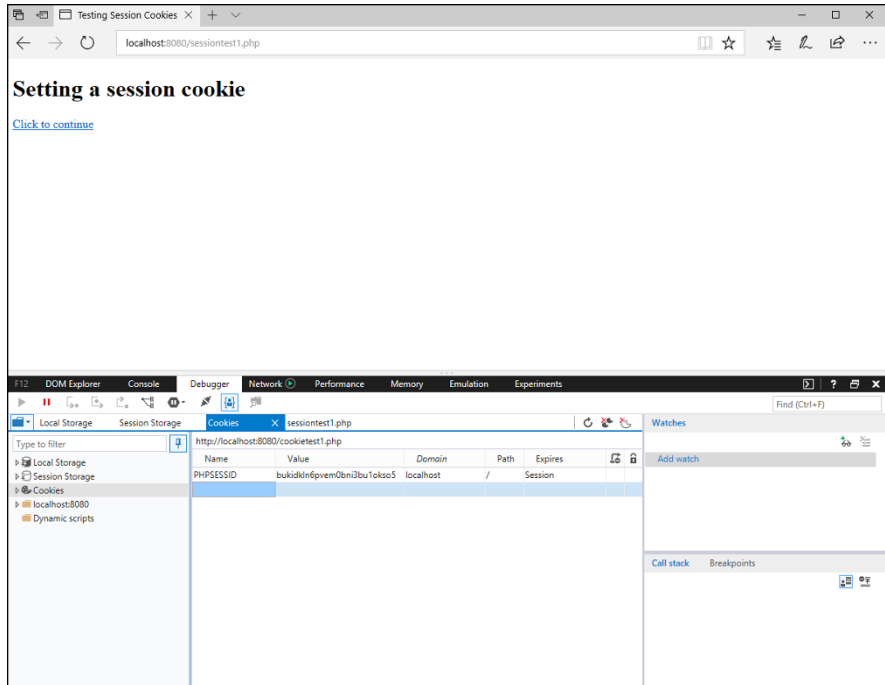 Testing Session Cookies
localhost:8080/sessiontest1.php
Setting a session cookie
Click to continue
F12 DOM Explorer Console Debugger Network Performance Memory Emulation Experiments
Find (Ctrl+F)
Local Storage Session Storage Cookies sessiontest1.php
Watches
Type to filter
http://localhost:8080/cookietest1.php
Name Value Domain Path Expires
Add watch
Local Storage
PHPSESSID bukidkln6pvem0bni3bu1okso5 localhost / Session
Session Storage
Cookies
localhost:8080
Dynamic scripts
Call stack Breakpoints